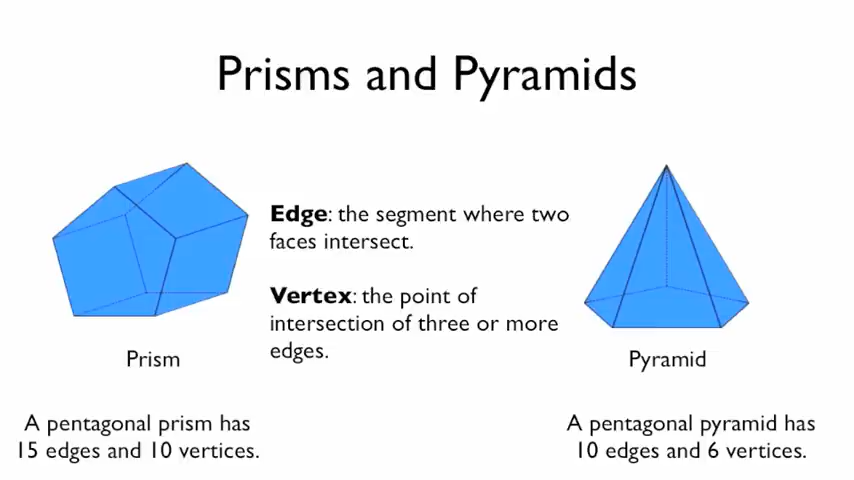 Prisms and Pyramids
Edge: the segment where two
faces intersect.
Vertex: the point of
intersection of three or more
edges.
Prism
Pyramid
A pentagonal prism has
15 edges and 10 vertices.
A pentagonal pyramid has
10 edges and 6 vertices.